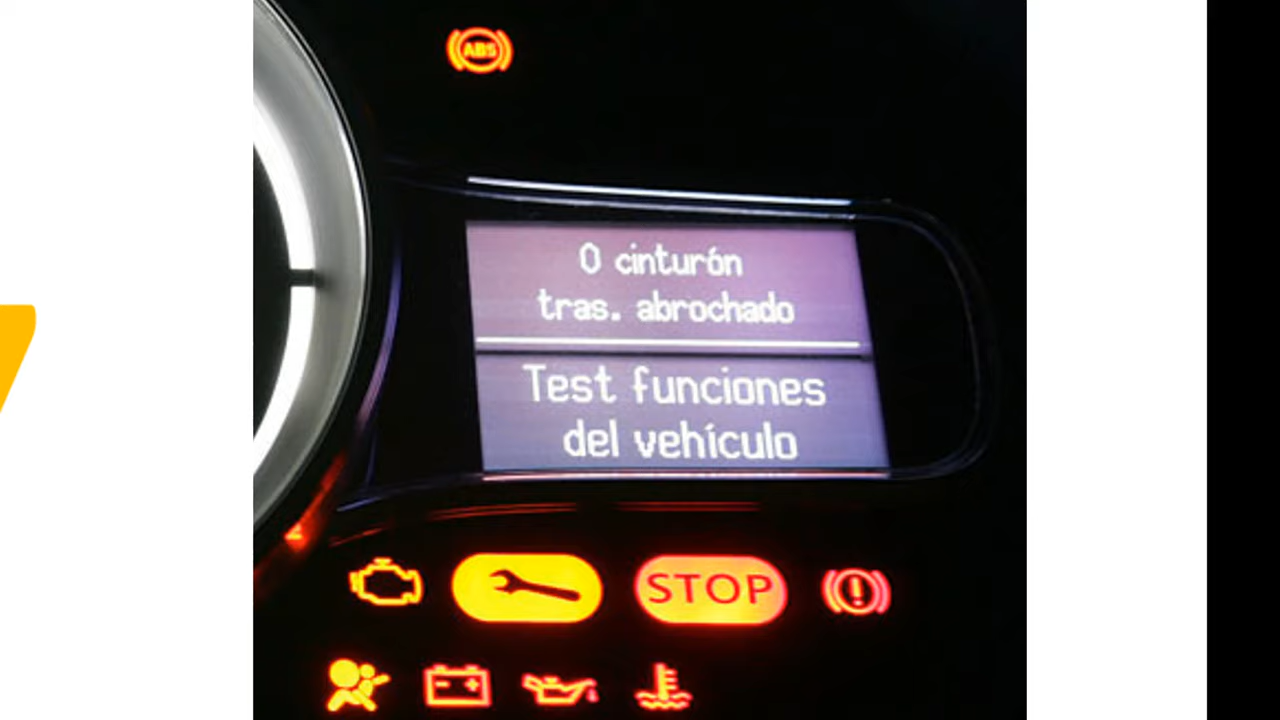 ABS
0 cinturón
tras. abrochado
Test funciones
del vehículo
STOP